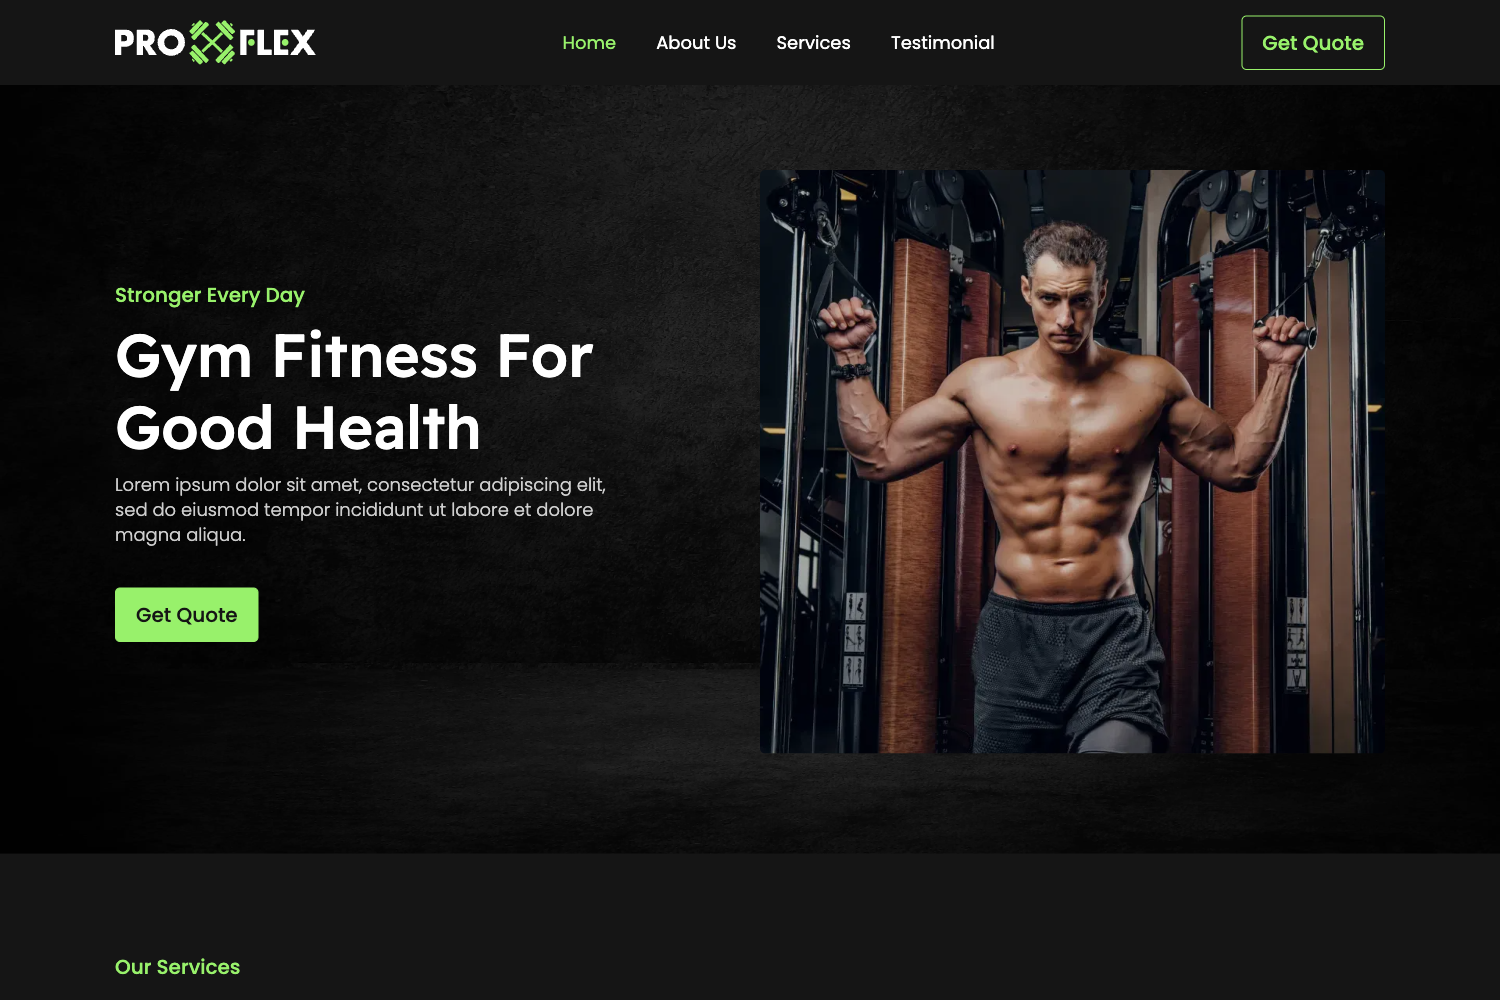 PRO FLEX
Home
About Us
Services
Testimonial
Get Quote
Stronger Every Day
Gym Fitness For
Good Health
Lorem ipsum dolor sit amet, consectetur adipiscing elit,
sed do eiusmod tempor incididunt ut labore et dolore
magna aliqua.
Get Quote
Our Services